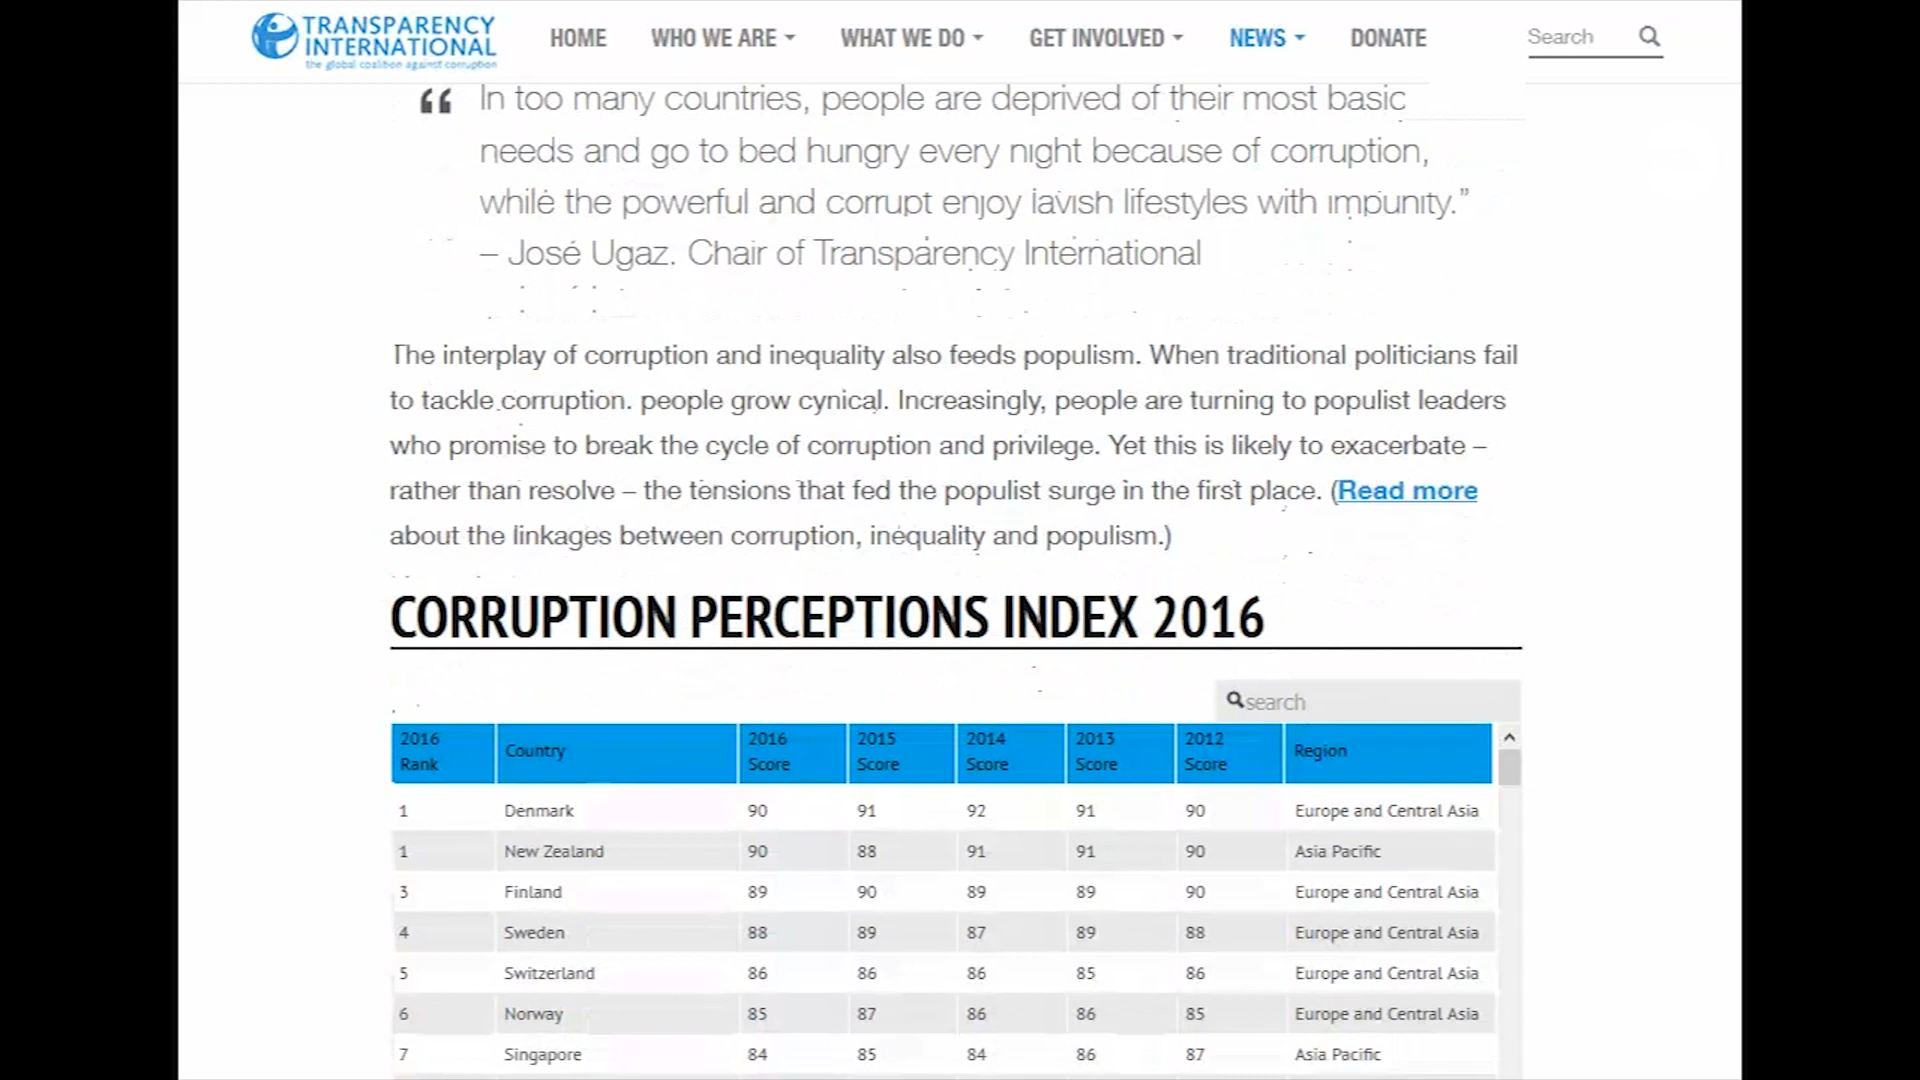 TRANSPARENCY
INTERNATIONAL
the global coalition against corruption
HOME WHO WE ARE WHAT WE DO GET INVOLVED NEWS DONATE Search
“ In too many countries, people are deprived of their most basic
needs and go to bed hungry every night because of corruption,
while the powerful and corrupt enjoy lavish lifestyles with impunity.”
– José Ugaz. Chair of Transparency International
The interplay of corruption and inequality also feeds populism. When traditional politicians fail
to tackle corruption. people grow cynical. Increasingly, people are turning to populist leaders
who promise to break the cycle of corruption and privilege. Yet this is likely to exacerbate –
rather than resolve – the tensions that fed the populist surge in the first place. (Read more
about the linkages between corruption, inequality and populism.)
CORRUPTION PERCEPTIONS INDEX 2016
search
2016 Rank Country 2016 Score 2015 Score 2014 Score 2013 Score 2012 Score Region
1 Denmark 90 91 92 91 90 Europe and Central Asia
1 New Zealand 90 88 91 91 90 Asia Pacific
3 Finland 89 90 89 89 90 Europe and Central Asia
4 Sweden 88 89 87 89 88 Europe and Central Asia
5 Switzerland 86 86 86 85 86 Europe and Central Asia
6 Norway 85 87 86 86 85 Europe and Central Asia
7 Singapore 84 85 84 86 87 Asia Pacific